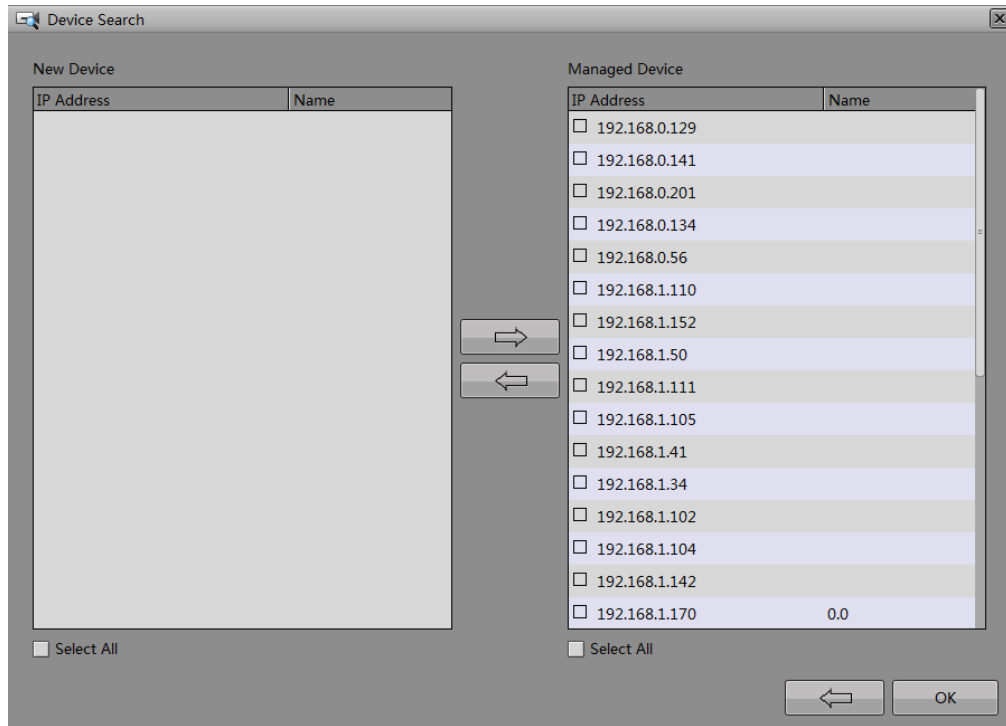 Device Search
New Device
IP Address Name
Select All
Managed Device
IP Address Name
192.168.0.129
192.168.0.141
192.168.0.201
192.168.0.134
192.168.0.56
192.168.1.110
192.168.1.152
192.168.1.50
192.168.1.111
192.168.1.105
192.168.1.41
192.168.1.34
192.168.1.102
192.168.1.104
192.168.1.142
192.168.1.170 0.0
Select All
OK